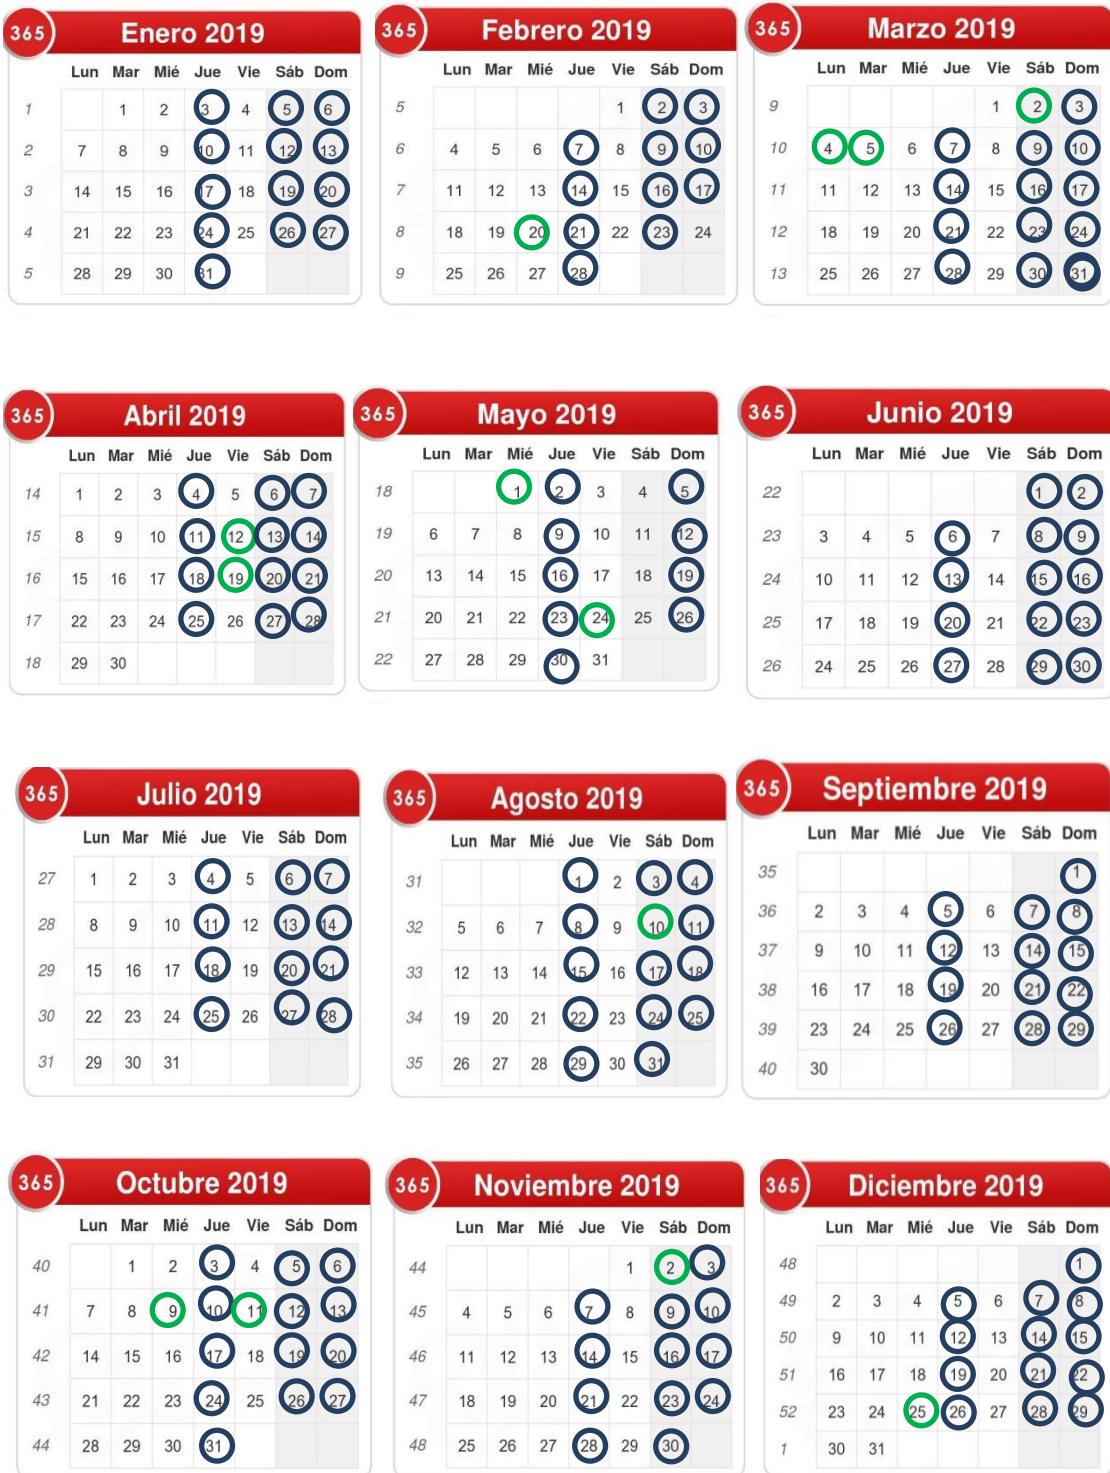 365 Enero 2019
Lun Mar Mié Jue Vie Sáb Dom
1 1 2 3 4 5 6
2 7 8 9 10 11 12 13
3 14 15 16 17 18 19 20
4 21 22 23 24 25 26 27
5 28 29 30 31
365 Febrero 2019
Lun Mar Mié Jue Vie Sáb Dom
5 1 2 3
6 4 5 6 7 8 9 10
7 11 12 13 14 15 16 17
8 18 19 20 21 22 23 24
9 25 26 27 28
365 Marzo 2019
Lun Mar Mié Jue Vie Sáb Dom
9 1 2 3
10 4 5 6 7 8 9 10
11 11 12 13 14 15 16 17
12 18 19 20 21 22 23 24
13 25 26 27 28 29 30 31
365 Abril 2019
Lun Mar Mié Jue Vie Sáb Dom
14 1 2 3 4 5 6 7
15 8 9 10 11 12 13 14
16 15 16 17 18 19 20 21
17 22 23 24 25 26 27 28
18 29 30
365 Mayo 2019
Lun Mar Mié Jue Vie Sáb Dom
18 1 2 3 4 5
19 6 7 8 9 10 11 12
20 13 14 15 16 17 18 19
21 20 21 22 23 24 25 26
22 27 28 29 30 31
365 Junio 2019
Lun Mar Mié Jue Vie Sáb Dom
22 1 2
23 3 4 5 6 7 8 9
24 10 11 12 13 14 15 16
25 17 18 19 20 21 22 23
26 24 25 26 27 28 29 30
365 Julio 2019
Lun Mar Mié Jue Vie Sáb Dom
27 1 2 3 4 5 6 7
28 8 9 10 11 12 13 14
29 15 16 17 18 19 20 21
30 22 23 24 25 26 27 28
31 29 30 31
365 Agosto 2019
Lun Mar Mié Jue Vie Sáb Dom
31 1 2 3 4
32 5 6 7 8 9 10 11
33 12 13 14 15 16 17 18
34 19 20 21 22 23 24 25
35 26 27 28 29 30 31
365 Septiembre 2019
Lun Mar Mié Jue Vie Sáb Dom
35 1
36 2 3 4 5 6 7 8
37 9 10 11 12 13 14 15
38 16 17 18 19 20 21 22
39 23 24 25 26 27 28 29
40 30
365 Octubre 2019
Lun Mar Mié Jue Vie Sáb Dom
40 1 2 3 4 5 6
41 7 8 9 10 11 12 13
42 14 15 16 17 18 19 20
43 21 22 23 24 25 26 27
44 28 29 30 31
365 Noviembre 2019
Lun Mar Mié Jue Vie Sáb Dom
44 1 2 3
45 4 5 6 7 8 9 10
46 11 12 13 14 15 16 17
47 18 19 20 21 22 23 24
48 25 26 27 28 29 30
365 Diciembre 2019
Lun Mar Mié Jue Vie Sáb Dom
48 1
49 2 3 4 5 6 7 8
50 9 10 11 12 13 14 15
51 16 17 18 19 20 21 22
52 23 24 25 26 27 28 29
1 30 31